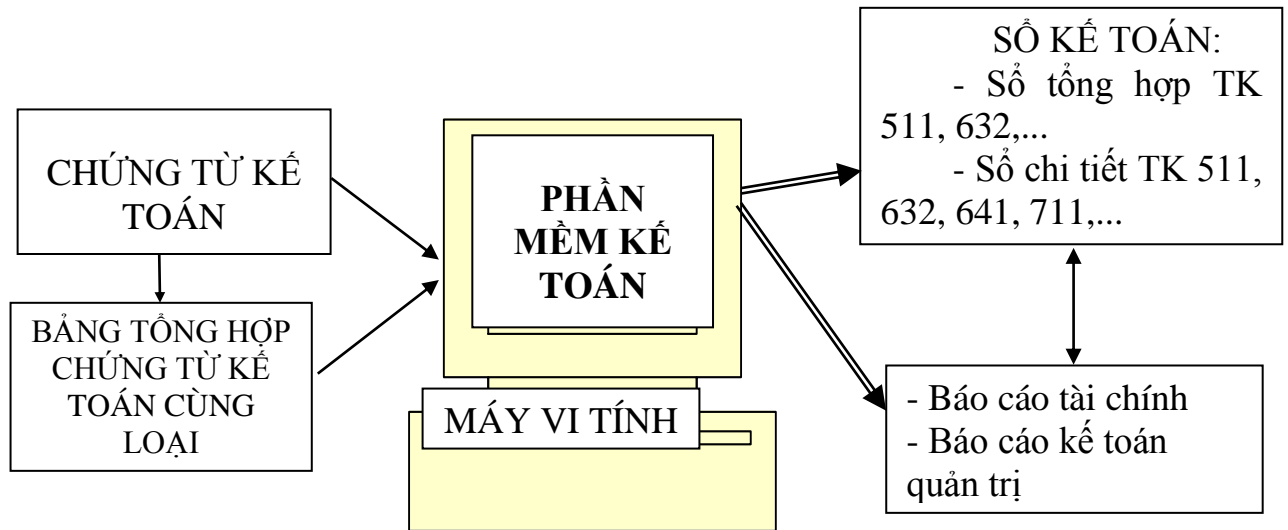 CHỨNG TỪ KẾ
TOÁN
BẢNG TỔNG HỢP
CHỨNG TỪ KẾ
TOÁN CÙNG
LOẠI
PHẦN
MỀM KẾ
TOÁN
MÁY VI TÍNH
SỔ KẾ TOÁN:
- Sổ tổng hợp TK
511, 632,...
- Sổ chi tiết TK 511,
632, 641, 711,...
- Báo cáo tài chính
- Báo cáo kế toán
quản trị